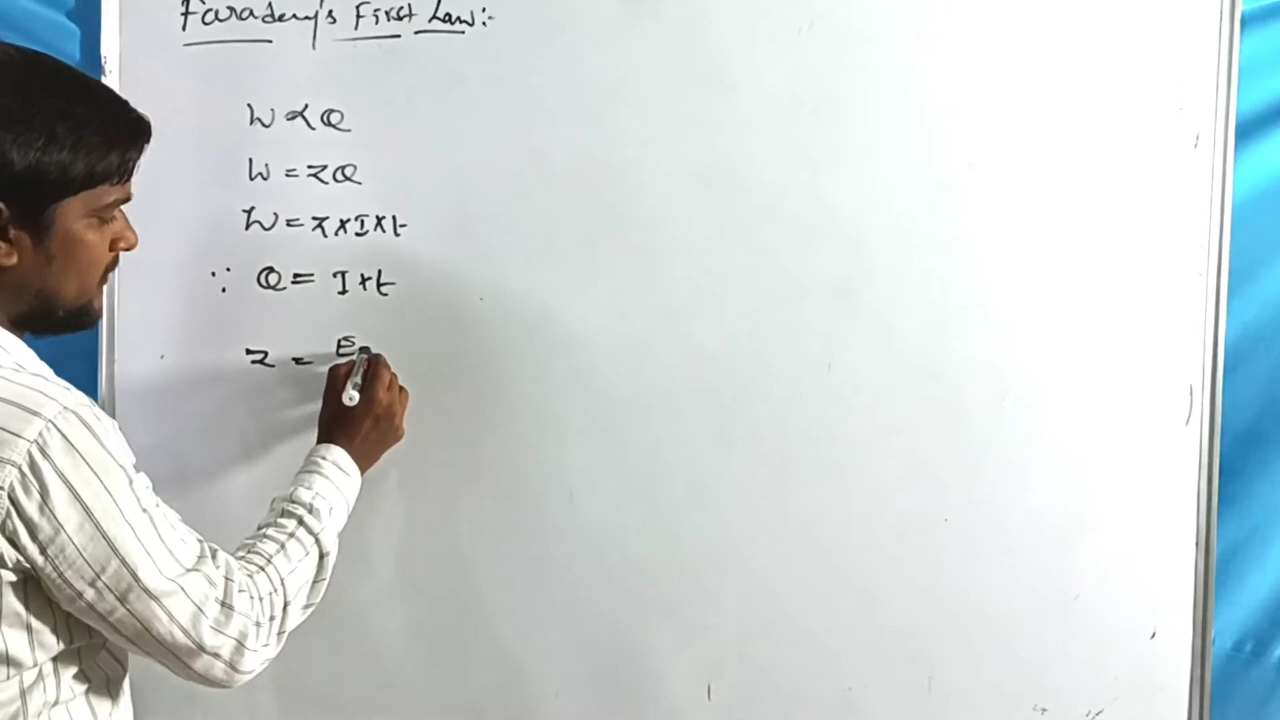 Faraday's First Law:-
W ∝ Q
W = ZQ
W = Z×I×t
∵ Q = I×t
Z = E